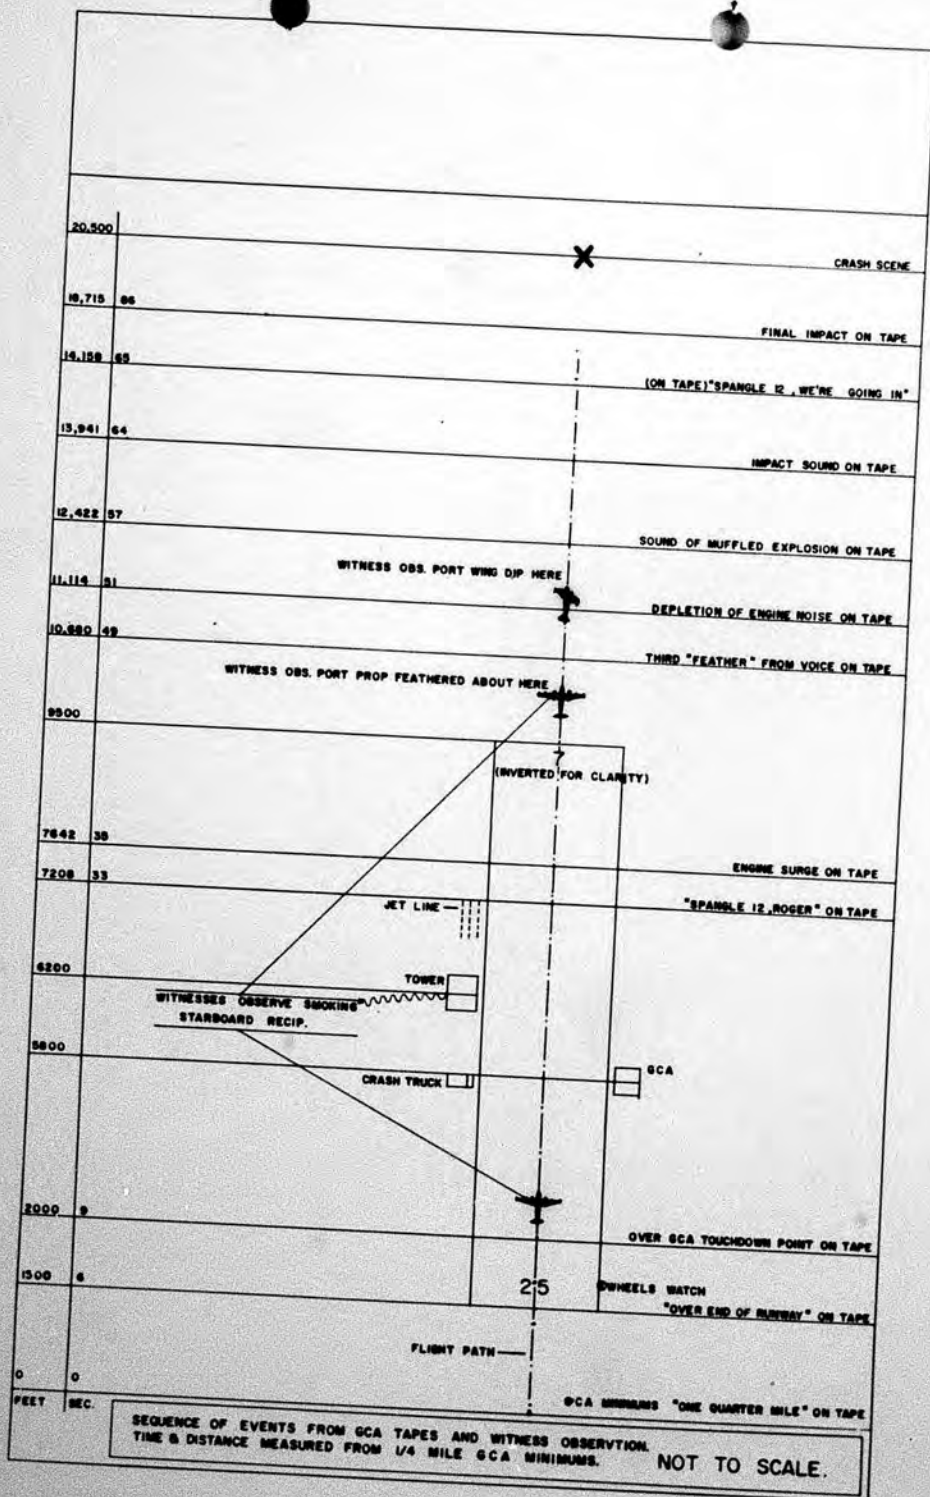 20,500
CRASH SCENE
18,715 86
FINAL IMPACT ON TAPE
14,158 65
(ON TAPE) "SPANGLE 12, WE'RE GOING IN"
13,941 64
IMPACT SOUND ON TAPE
12,422 57
SOUND OF MUFFLED EXPLOSION ON TAPE
WITNESS OBS. PORT WING DIP HERE
11,114 51
DEPLETION OF ENGINE NOISE ON TAPE
10,680 49
THIRD "FEATHER" FROM VOICE ON TAPE
WITNESS OBS. PORT PROP FEATHERED ABOUT HERE
9500
7
(INVERTED FOR CLARITY)
7642 35
ENGINE SURGE ON TAPE
7208 33
JET LINE
"SPANGLE 12, ROGER" ON TAPE
6200
TOWER
WITNESSES OBSERVE SMOKING
STARBOARD RECIP.
5800
CRASH TRUCK
GCA
2000 9
OVER GCA TOUCHDOWN POINT ON TAPE
1500 6
25
WHEELS WATCH
"OVER END OF RUNWAY" ON TAPE
FLIGHT PATH
0 0
GCA MINIMUMS "ONE QUARTER MILE" ON TAPE
FEET SEC.
SEQUENCE OF EVENTS FROM GCA TAPES AND WITNESS OBSERVTION.
TIME & DISTANCE MEASURED FROM 1/4 MILE GCA MINIMUMS.
NOT TO SCALE.